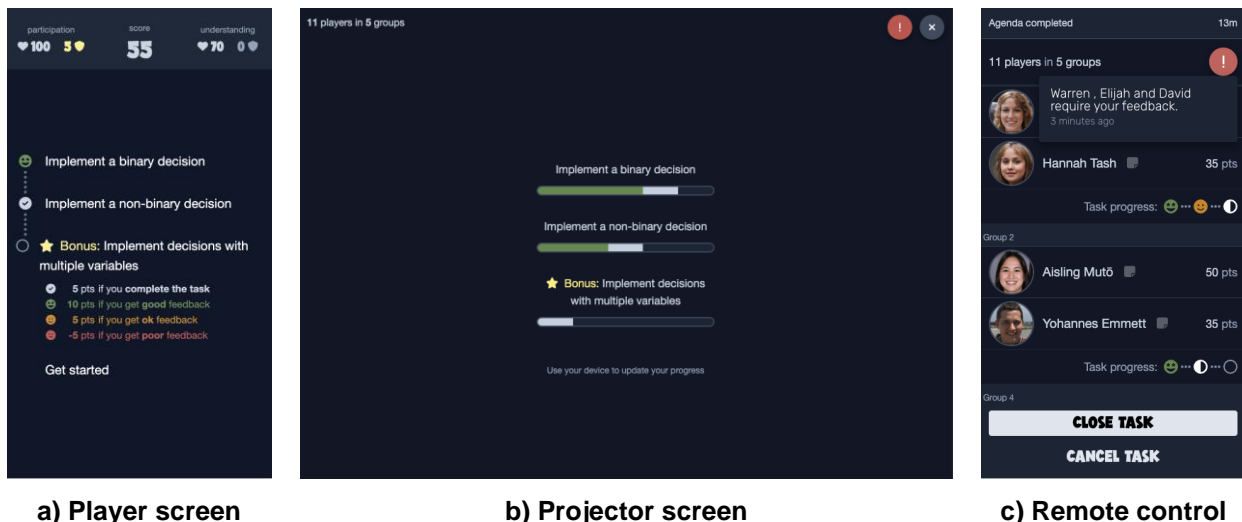 participation
100 5
score
55
understanding
70 0
Implement a binary decision
Implement a non-binary decision
Bonus: Implement decisions with
multiple variables
5 pts if you complete the task
10 pts if you get good feedback
5 pts if you get ok feedback
-5 pts if you get poor feedback
Get started
a) Player screen
11 players in 5 groups
!
×
Implement a binary decision
Implement a non-binary decision
Bonus: Implement decisions
with multiple variables
Use your device to update your progress
b) Projector screen
Agenda completed 13m
11 players in 5 groups
!
Warren , Elijah and David
require your feedback.
3 minutes ago
Hannah Tash 35 pts
Task progress:
Group 2
Aisling Mutō 50 pts
Yohannes Emmett 35 pts
Task progress:
Group 4
CLOSE TASK
CANCEL TASK
c) Remote control